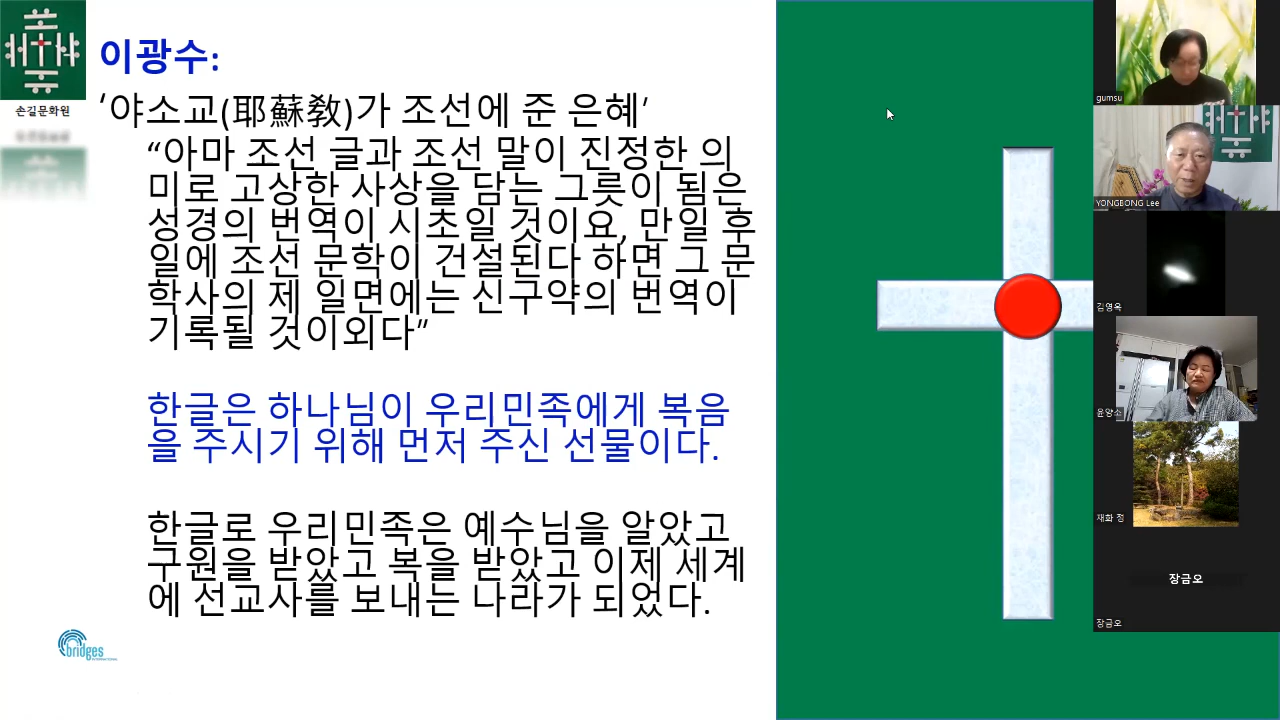 손길문화원
이광수:
‘야소교(耶蘇敎)가 조선에 준 은혜’
“아마 조선 글과 조선 말이 진정한 의
미로 고상한 사상을 담는 그릇이 됨은
성경의 번역이 시초일 것이요, 만일 후
일에 조선 문학이 건설된다 하면 그 문
학사의 제 일면에는 신구약의 번역이
기록될 것이외다”
한글은 하나님이 우리민족에게 복음
을 주시기 위해 먼저 주신 선물이다.
한글로 우리민족은 예수님을 알았고
구원을 받았고 복을 받았고 이제 세계
에 선교사를 보내는 나라가 되었다.
bridges
gumsu
YONGBONG Lee
김영옥
윤양소
재화 정
장금오
장금오